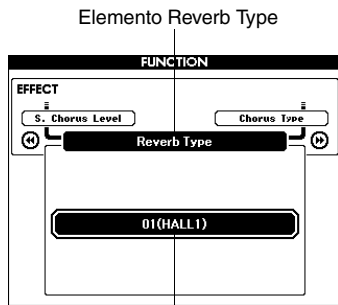 Elemento Reverb Type
FUNCTION
EFFECT
S. Chorus Level
Chorus Type
Reverb Type
01(HALL1)